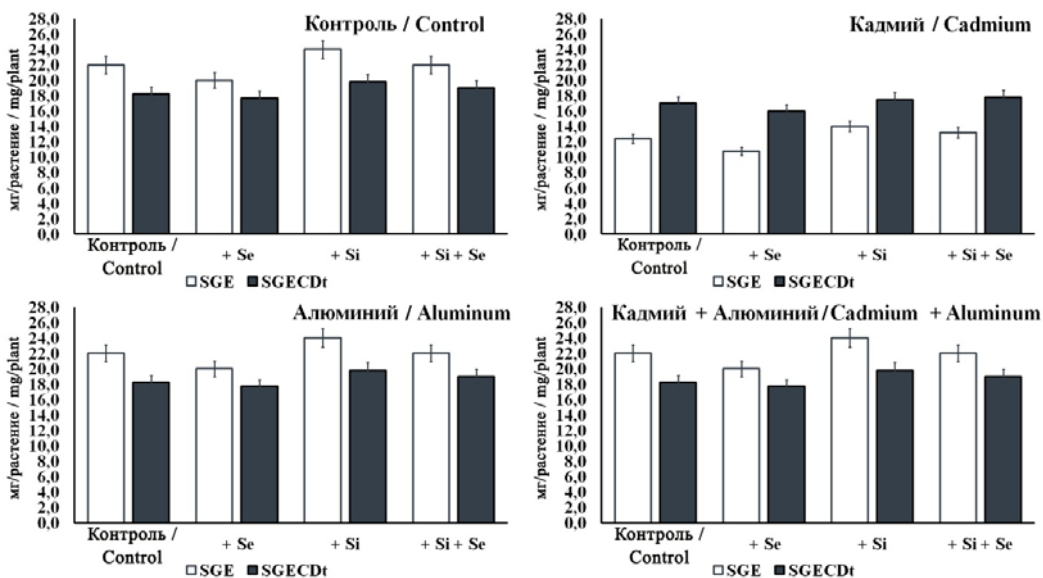 Контроль / Control
мг/растение / mg/plant
28,0
26,0
24,0
22,0
20,0
18,0
16,0
14,0
12,0
10,0
8,0
6,0
4,0
2,0
0,0
Контроль /
Control
+ Se
+ Si
+ Si + Se
SGE SGECDt
Кадмий / Cadmium
мг/растение / mg/plant
28,0
26,0
24,0
22,0
20,0
18,0
16,0
14,0
12,0
10,0
8,0
6,0
4,0
2,0
0,0
Контроль /
Control
+ Se
+ Si
+ Si + Se
SGE SGECDt
Алюминий / Aluminum
мг/растение / mg/plant
28,0
26,0
24,0
22,0
20,0
18,0
16,0
14,0
12,0
10,0
8,0
6,0
4,0
2,0
0,0
Контроль /
Control
+ Se
+ Si
+ Si + Se
SGE SGECDt
Кадмий + Алюминий/Cadmium + Aluminum
мг/растение / mg/plant
28,0
26,0
24,0
22,0
20,0
18,0
16,0
14,0
12,0
10,0
8,0
6,0
4,0
2,0
0,0
Контроль /
Control
+ Se
+ Si
+ Si + Se
SGE SGECDt